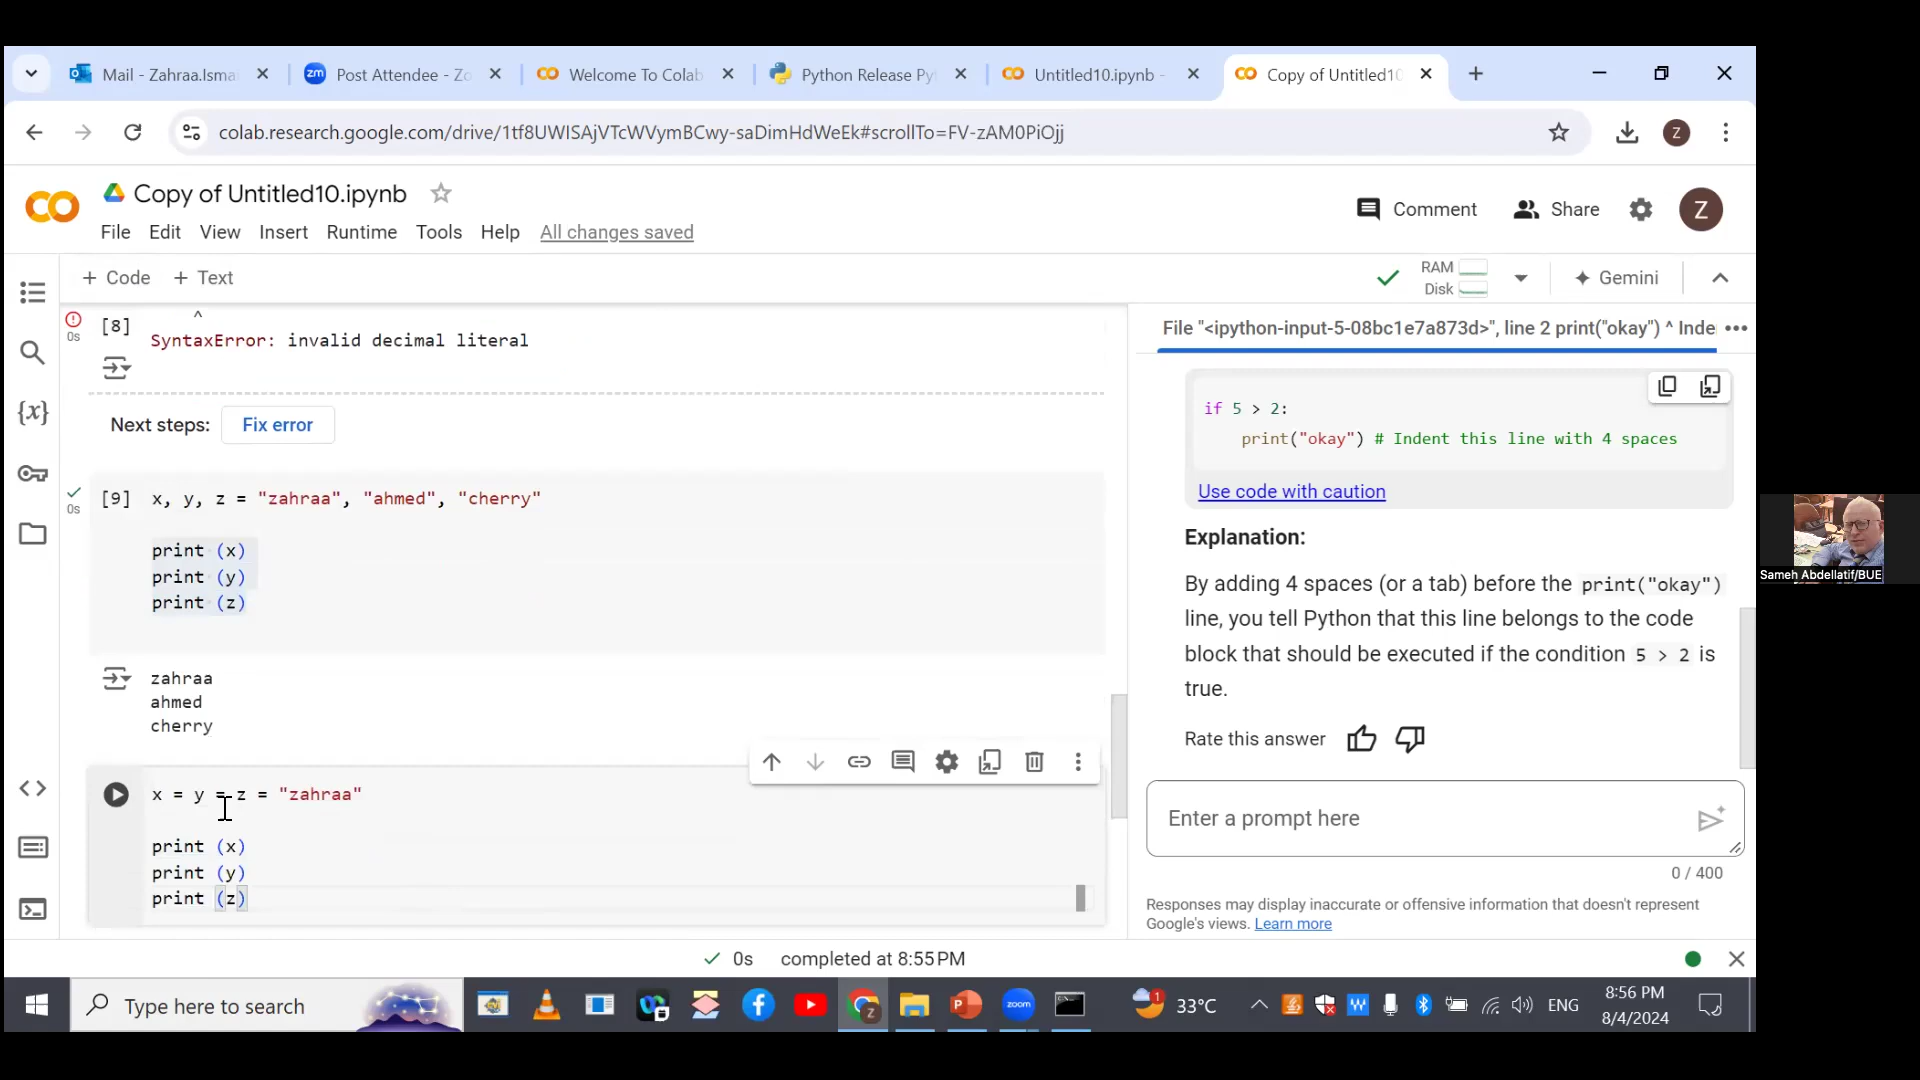 Mail - Zahraa.Isma
Post Attendee - Zo
Welcome To Colab
Python Release Py
Untitled10.ipynb -
Copy of Untitled10
colab.research.google.com/drive/1tf8UWISAjVTcWVymBCwy-saDimHdWeEk#scrollTo=FV-zAM0PiOjj
Z
Copy of Untitled10.ipynb
Comment
Share
Z
File Edit View Insert Runtime Tools Help All changes saved
+ Code + Text
RAM
Disk
Gemini
^
[8]
0s
SyntaxError: invalid decimal literal
Next steps: Fix error
[9] x, y, z = "zahraa", "ahmed", "cherry"
0s
print (x)
print (y)
print (z)
zahraa
ahmed
cherry
x = y = z = "zahraa"
print (x)
print (y)
print (z)
File "<ipython-input-5-08bc1e7a873d>", line 2 print("okay") ^ Inde
if 5 > 2:
print("okay") # Indent this line with 4 spaces
Use code with caution
Explanation:
By adding 4 spaces (or a tab) before the print("okay")
line, you tell Python that this line belongs to the code
block that should be executed if the condition 5 > 2 is
true.
Rate this answer
Enter a prompt here
0 / 400
Responses may display inaccurate or offensive information that doesn't represent
Google's views. Learn more
0s completed at 8:55 PM
Type here to search
zoom
1
33°C
ENG
8:56 PM
8/4/2024
Sameh Abdellatif/BUE